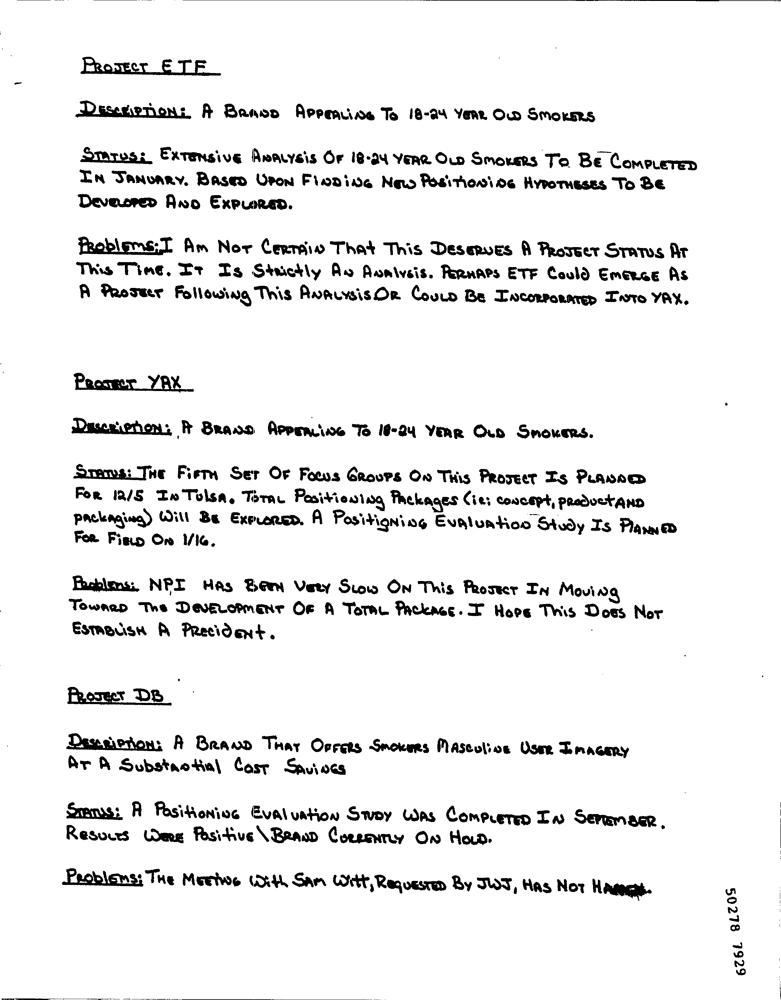 PROJECT ETF
DESCRIPTION: A BRAND APPEALING TO 18-24 YEAR OLD SMOKERS
STATUS: EXTENSIVE ANALYSIS OF 18-24 YEAR OLD SMOKERS TO BE COMPLETED
IN JANUARY. BASED UPON FINDING NEW POSITIONING HYPOTHESES TO BE
DEVELOPED AND EXPLORED.
PROBLEMS: I AM NOT CERTAIN THAT THIS DESERVES A PROJECT STATUS AT
THIS TIME. IT IS STRICTLY AN ANALYSIS. PERHAPS ETF COULD EMERGE AS
A PROJECT FOLLOWING THIS ANALYSIS OR COULD BE INCORPORATED INTO YAX.
PROJECT YAX
DESCRIPTION: A BRAND APPEALING TO 18-24 YEAR OLD SMOKERS.
STATUS: THE FIFTH SET OF FOCUS GROUPS ON THIS PROJECT IS PLANNED
FOR 12/5 IN TULSA. TOTAL POSITIONING PACKAGES (IE: CONCEPT, PRODUCT AND
PACKAGING) WILL BE EXPLORED. A POSITIONING EVALUATION STUDY IS PLANNED
FOR FIELD ON 1/16.
PROBLEMS: NPI HAS BEEN VERY SLOW ON THIS PROJECT IN MOVING
TOWARD THE DEVELOPMENT OF A TOTAL PACKAGE. I HOPE THIS DOES NOT
ESTABLISH A PRECIDENT.
PROJECT DB
DESCRIPTION: A BRAND THAT OFFERS SMOKERS MASCULINE USER IMAGERY
AT A SUBSTANTIAL COST SAVINGS
STATUS: A POSITIONING EVALUATION STUDY WAS COMPLETED IN SEPTEMBER.
RESULTS WERE POSITIVE \ BRAND CURRENTLY ON HOLD.
PROBLEMS: THE MEETING WITH SAM WITT, REQUESTED BY JWJ, HAS NOT
50278 7929